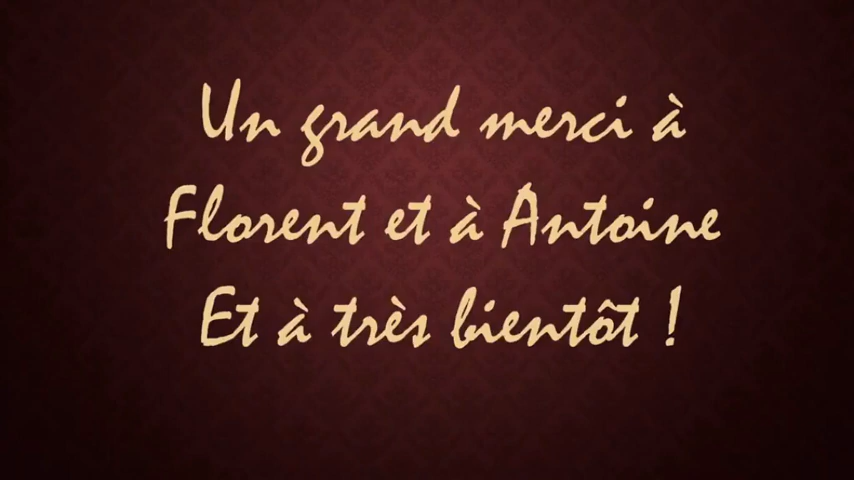 Un grand merci à
Florent et à Antoine
Et à très bientôt !